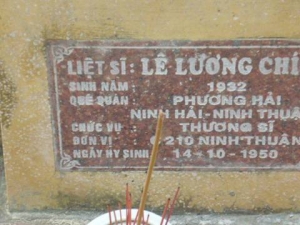 LIỆT SĨ : LÊ LƯƠNG CHÍ
SINH NĂM : 1932
QUÊ QUÁN : PHƯƠNG HẢI
NINH HẢI - NINH THUẬ
CHỨC VỤ : THƯỢNG SĨ
ĐƠN VỊ : C 210 NINH THUẬN
NGÀY HY SINH 14 - 10 - 1950